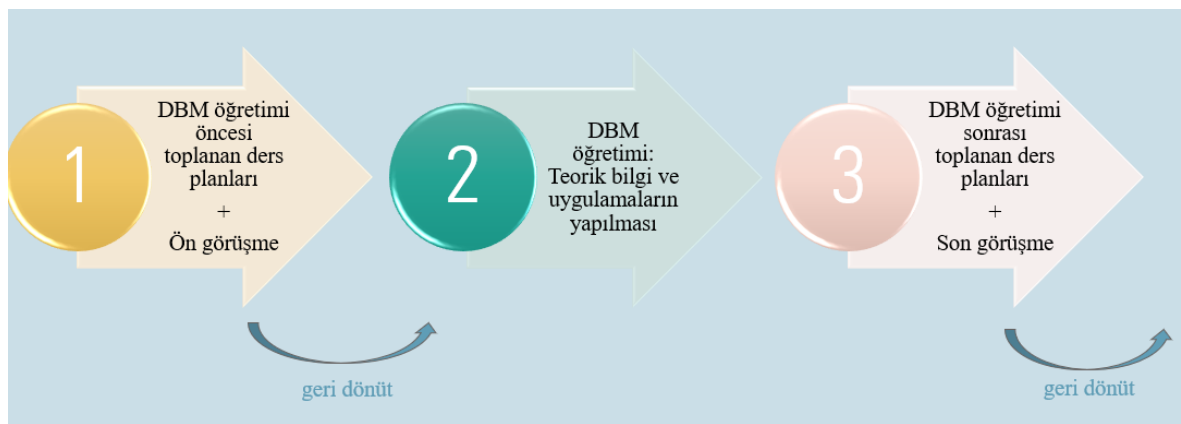 1
DBM öğretimi
öncesi
toplanan ders
planları
+
Ön görüşme
geri dönüt
2
DBM
öğretimi:
Teorik bilgi ve
uygulamaların
yapılması
3
DBM öğretimi
sonrası
toplanan ders
planları
+
Son görüşme
geri dönüt